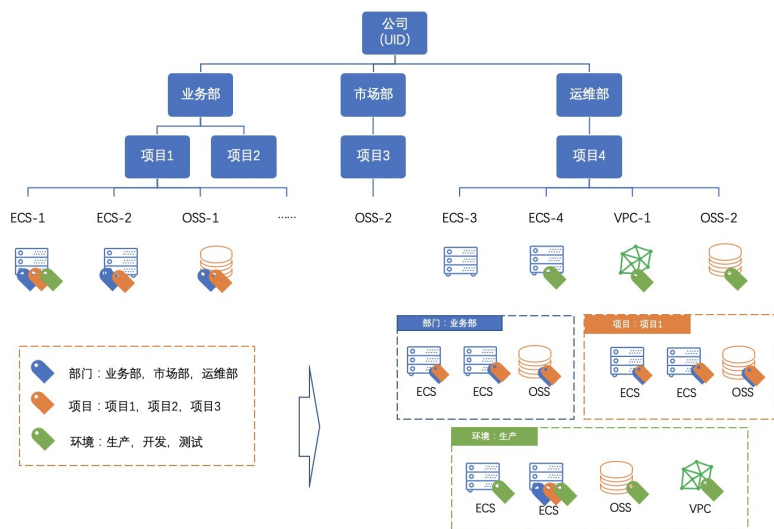 公司
(UID)
业务部
市场部
运维部
项目1
项目2
项目3
项目4
ECS-1
ECS-2
OSS-1
……
OSS-2
ECS-3
ECS-4
VPC-1
OSS-2
部门：业务部，市场部，运维部
项目：项目1，项目2，项目3
环境：生产，开发，测试
部门：业务部
ECS
ECS
OSS
项目：项目1
ECS
ECS
OSS
环境：生产
ECS
ECS
OSS
VPC